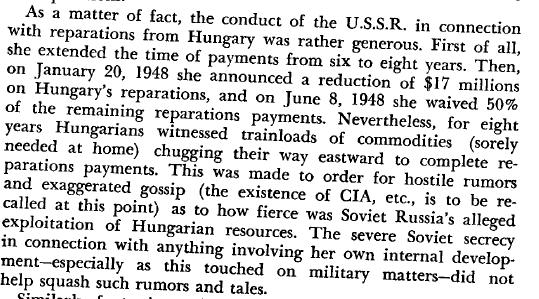 As a matter of fact, the conduct of the U.S.S.R. in connection
with reparations from Hungary was rather generous. First of all,
she extended the time of payments from six to eight years. Then,
on January 20, 1948 she announced a reduction of $17 millions
on Hungary's reparations, and on June 8, 1948 she waived 50%
of the remaining reparations payments. Nevertheless, for eight
years Hungarians witnessed trainloads of commodities (sorely
needed at home) chugging their way eastward to complete re-
parations payments. This was made to order for hostile rumors
and exaggerated gossip (the existence of CIA, etc., is to be re-
called at this point) as to how fierce was Soviet Russia's alleged
exploitation of Hungarian resources. The severe Soviet secrecy
in connection with anything involving her own internal develop-
ment—especially as this touched on military matters—did not
help squash such rumors and tales.